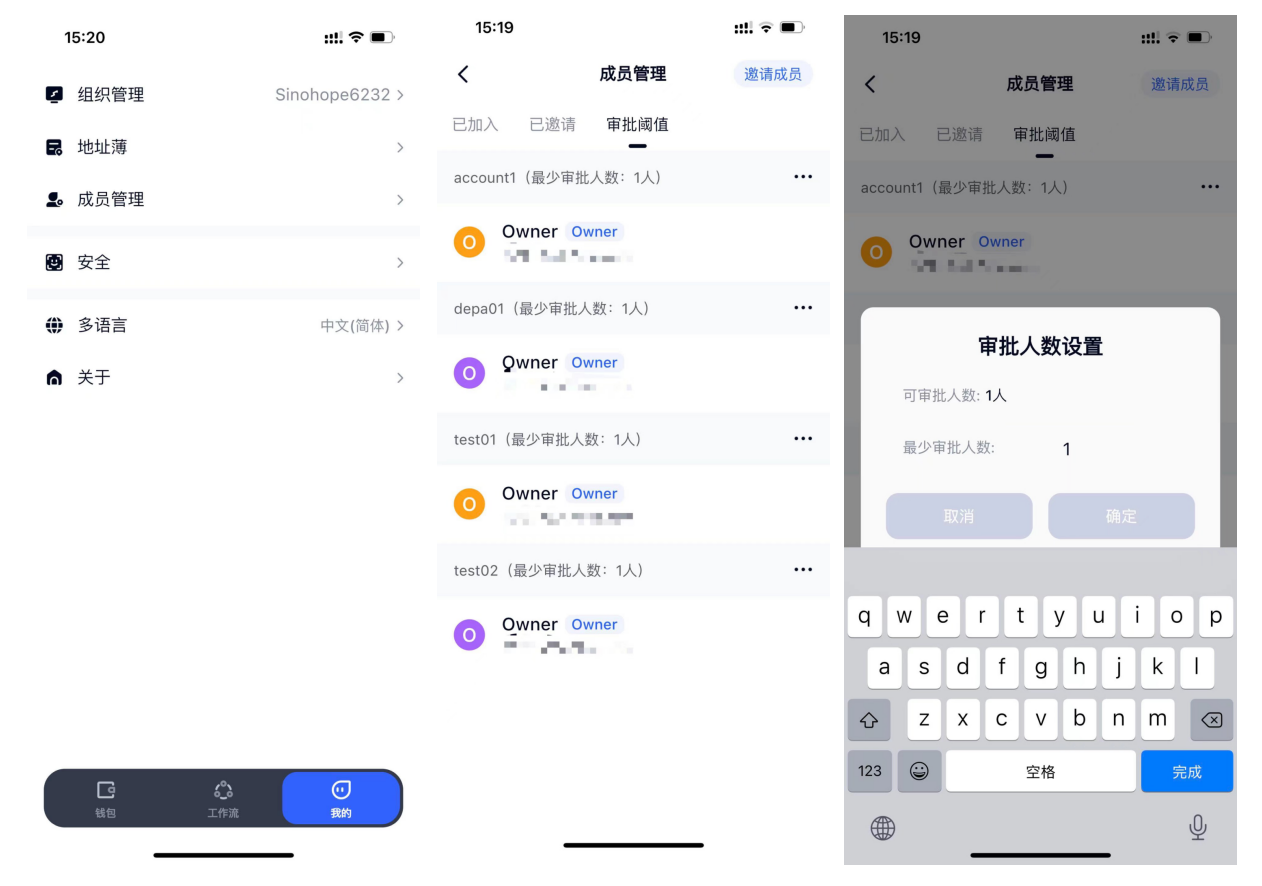 15:20
组织管理 Sinohope6232
地址薄
成员管理
安全
多语言 中文(简体)
关于
钱包 工作流 我的
15:19
成员管理 邀请成员
已加入 已邀请 审批阈值
account1（最少审批人数：1人）
O Owner Owner
depa01（最少审批人数：1人）
O Owner Owner
test01（最少审批人数：1人）
O Owner Owner
test02（最少审批人数：1人）
O Owner Owner
15:19
成员管理 邀请成员
已加入 已邀请 审批阈值
account1（最少审批人数：1人）
O Owner Owner
审批人数设置
可审批人数: 1人
最少审批人数: 1
取消 确定
q w e r t y u i o p
a s d f g h j k l
z x c v b n m
123 空格 完成